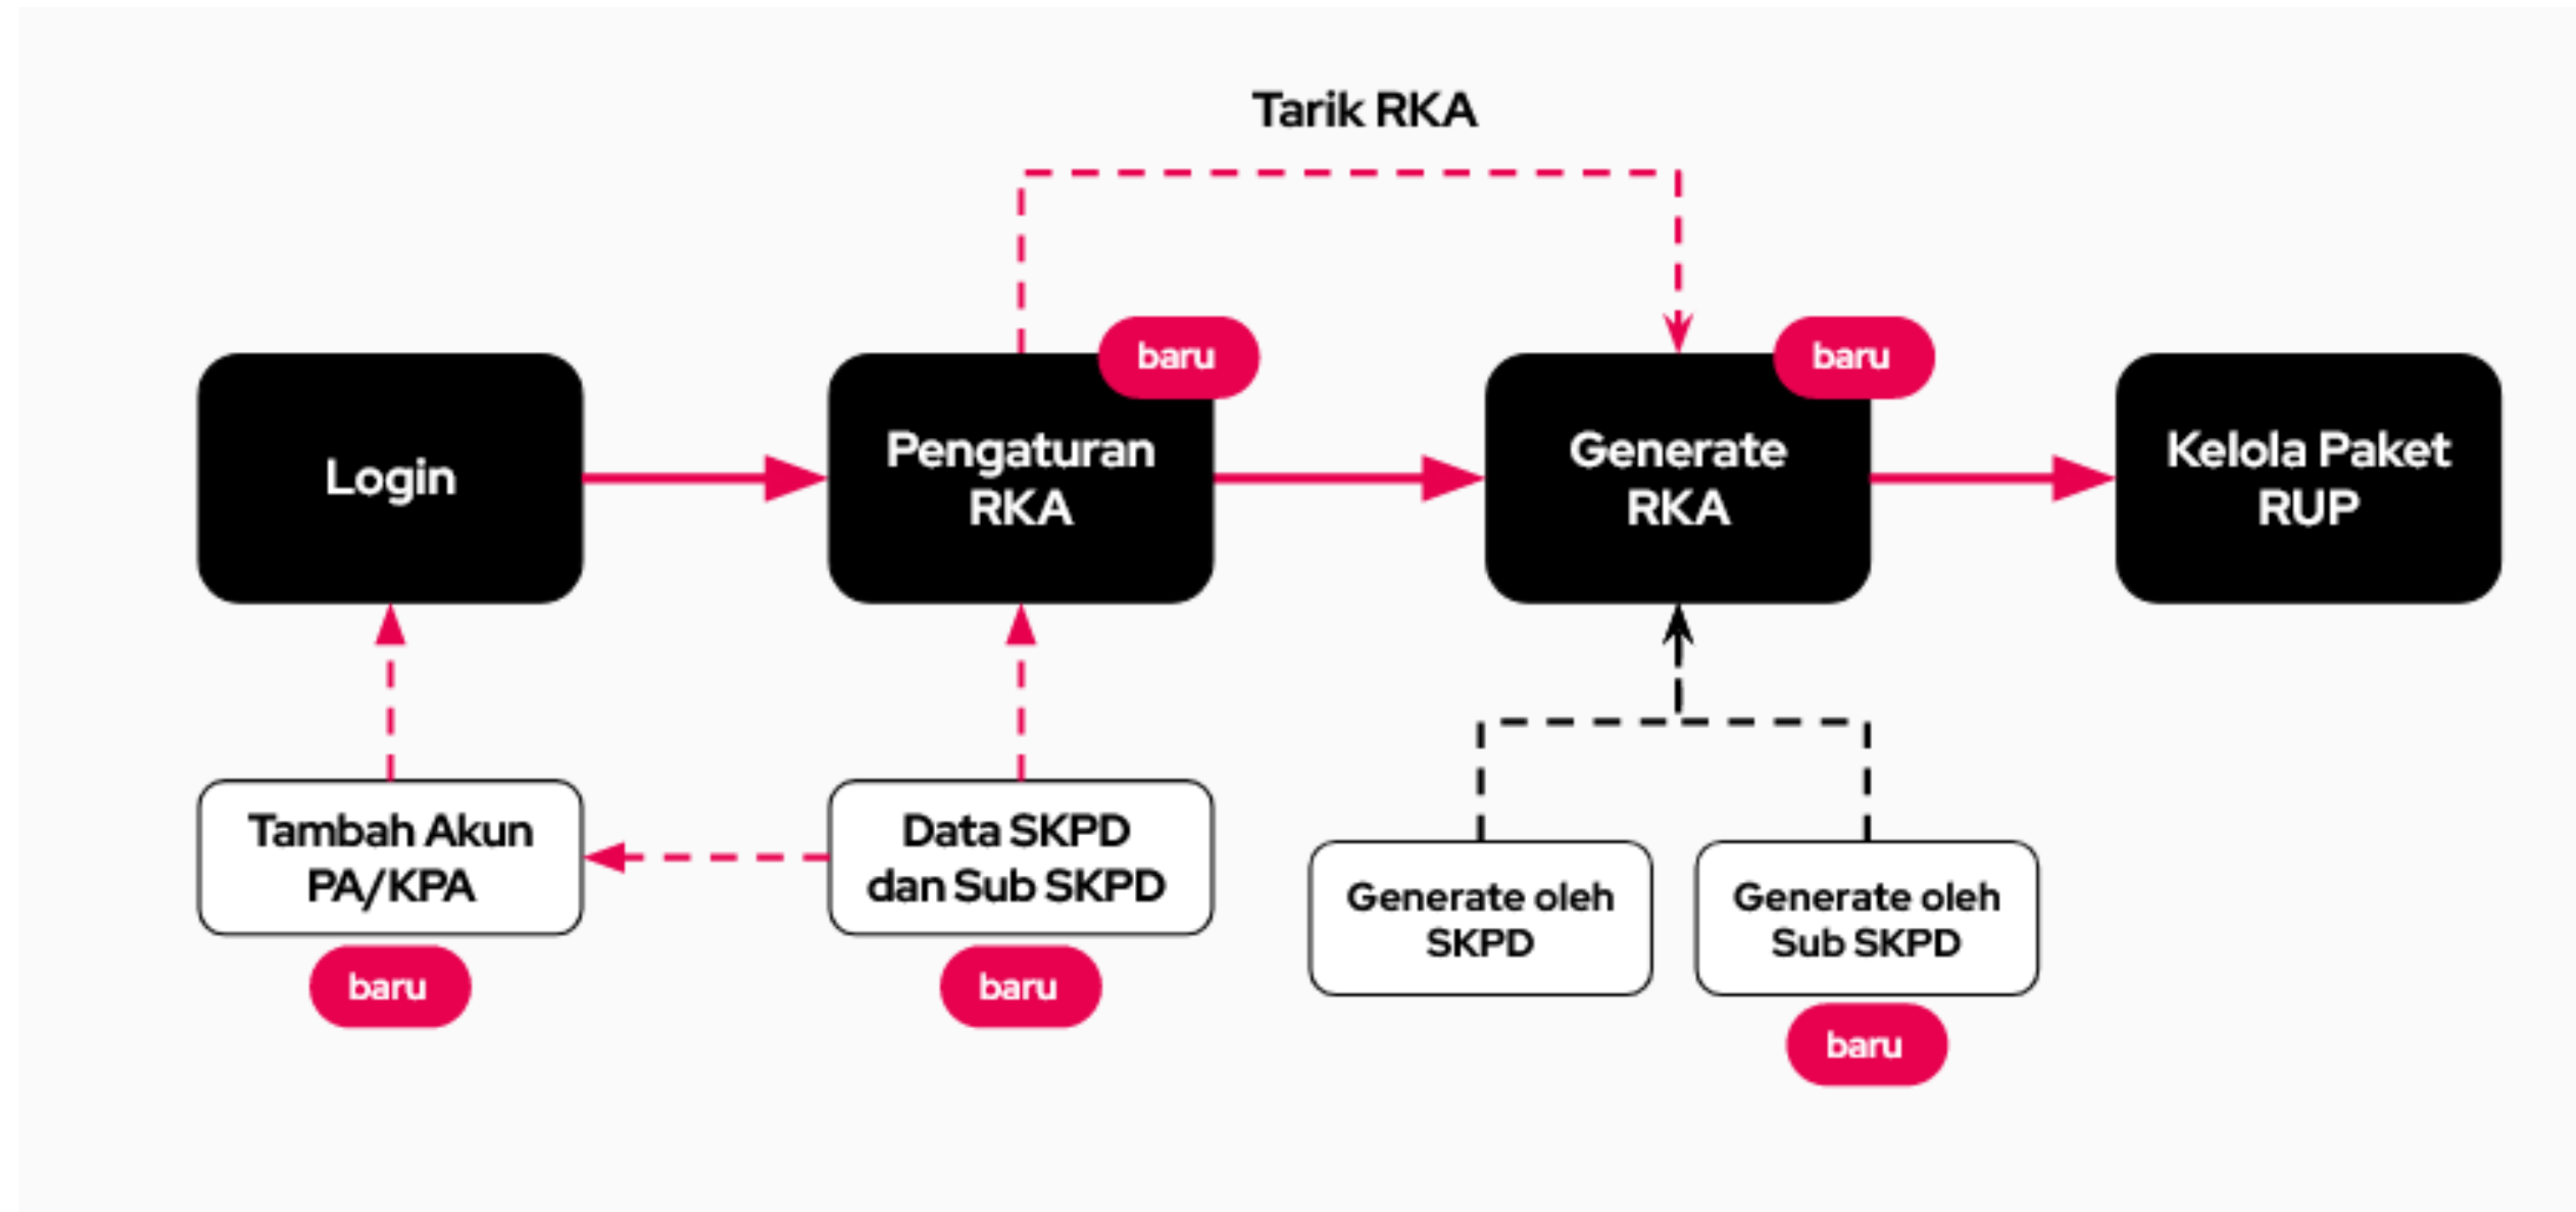 Tarik RKA
baru
baru
Login
Pengaturan
RKA
Generate
RKA
Kelola Paket
RUP
Tambah Akun
PA/KPA
baru
Data SKPD
dan Sub SKPD
baru
Generate oleh
SKPD
Generate oleh
Sub SKPD
baru